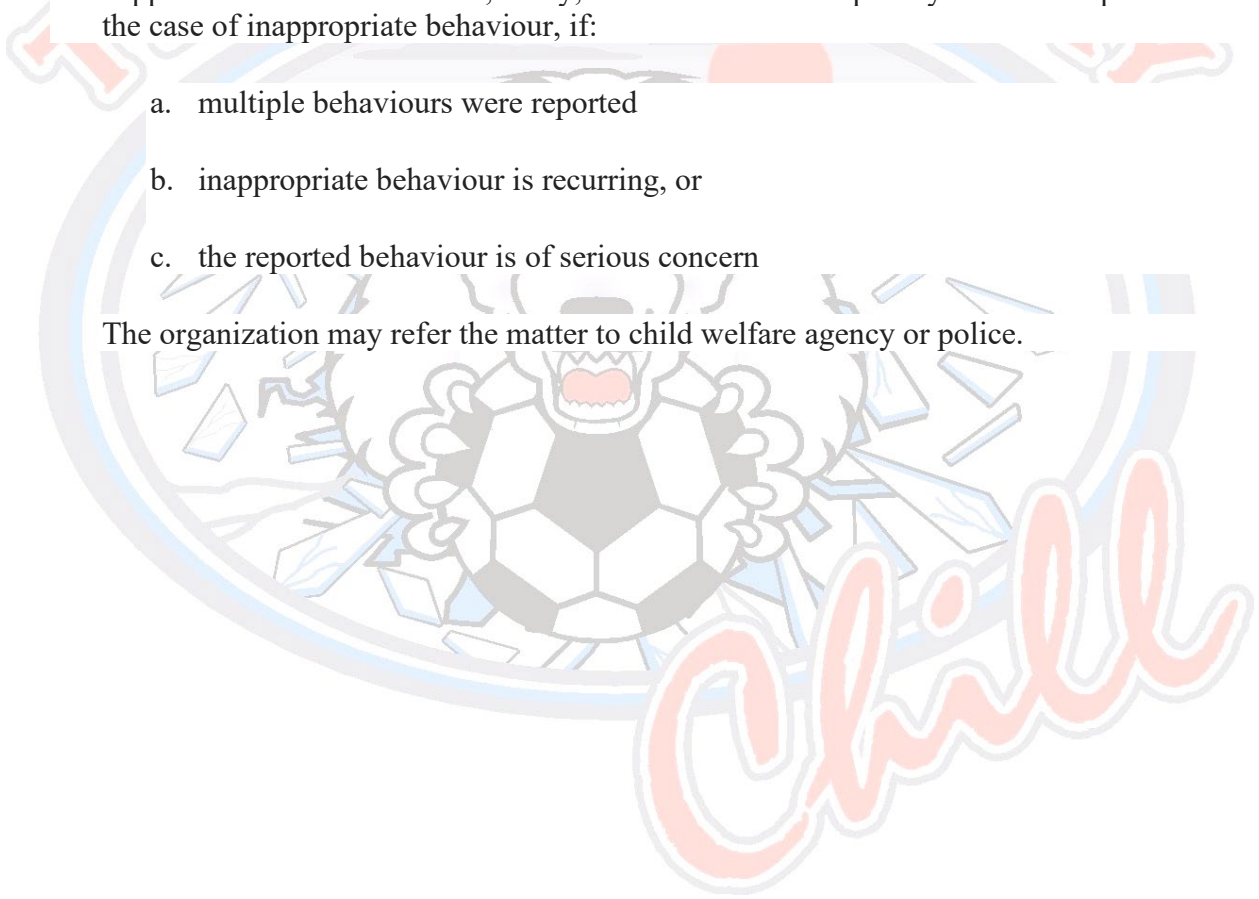 the case of inappropriate behaviour, if:
a. multiple behaviours were reported
b. inappropriate behaviour is recurring, or
c. the reported behaviour is of serious concern
The organization may refer the matter to child welfare agency or police.
Chill